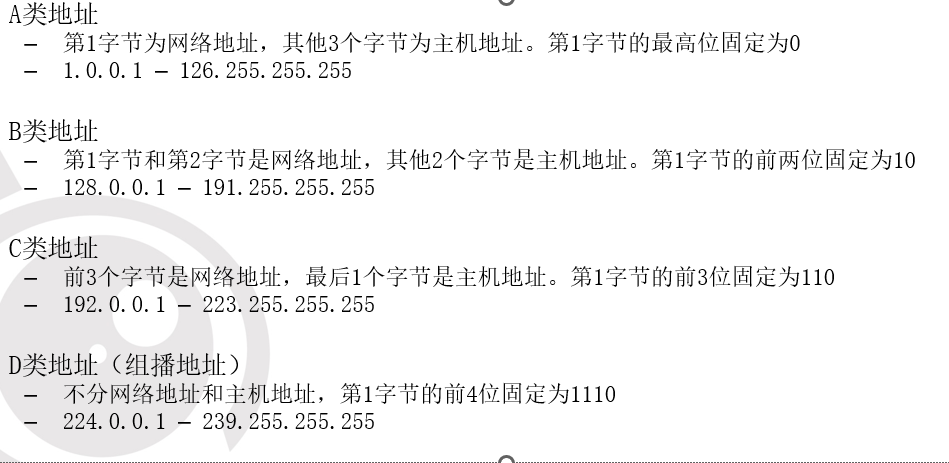 A类地址
– 第1字节为网络地址，其他3个字节为主机地址。第1字节的最高位固定为0
– 1.0.0.1 – 126.255.255.255
B类地址
– 第1字节和第2字节是网络地址，其他2个字节是主机地址。第1字节的前两位固定为10
– 128.0.0.1 – 191.255.255.255
C类地址
– 前3个字节是网络地址，最后1个字节是主机地址。第1字节的前3位固定为110
– 192.0.0.1 – 223.255.255.255
D类地址（组播地址）
– 不分网络地址和主机地址，第1字节的前4位固定为1110
– 224.0.0.1 – 239.255.255.255